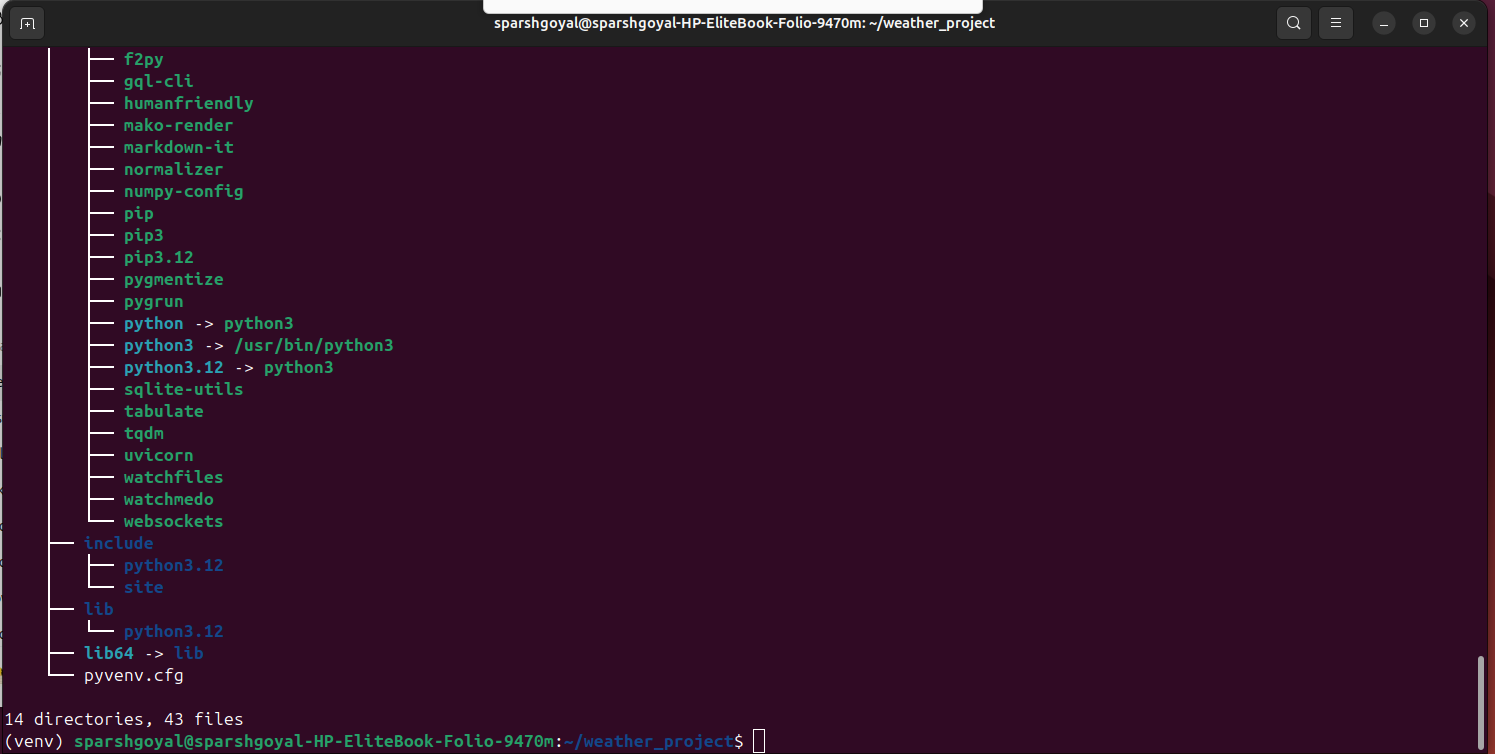 sparshgoyal@sparshgoyal-HP-EliteBook-Folio-9470m: ~/weather_project
f2py
gql-cli
humanfriendly
mako-render
markdown-it
normalizer
numpy-config
pip
pip3
pip3.12
pygmentize
pygrun
python -> python3
python3 -> /usr/bin/python3
python3.12 -> python3
sqlite-utils
tabulate
tqdm
uvicorn
watchfiles
watchmedo
websockets
include
python3.12
site
lib
python3.12
lib64 -> lib
pyvenv.cfg
14 directories, 43 files
(venv) sparshgoyal@sparshgoyal-HP-EliteBook-Folio-9470m:~/weather_project$